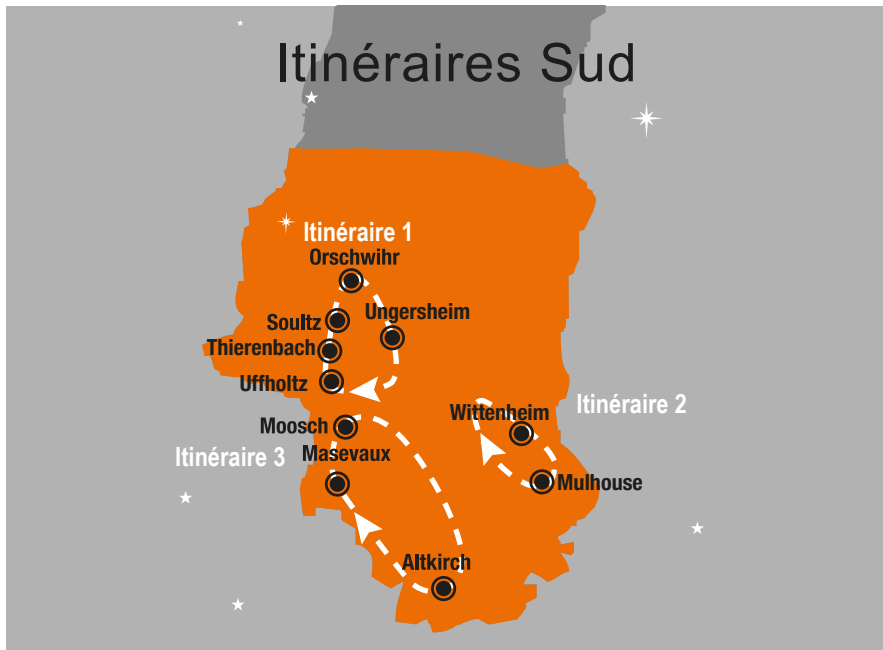 Itinéraires Sud
Itinéraire 1
Orschwihr
Soultz
Ungersheim
Thierenbach
Uffholtz
Itinéraire 2
Wittenheim
Moosch
Itinéraire 3
Masevaux
Mulhouse
Altkirch